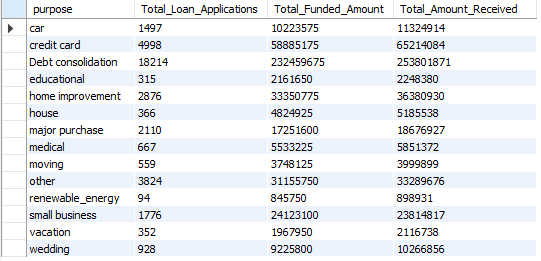 purpose Total_Loan_Applications Total_Funded_Amount Total_Amount_Received
car 1497 10223575 11324914
credit card 4998 58885175 65214084
Debt consolidation 18214 232459675 253801871
educational 315 2161650 2248380
home improvement 2876 33350775 36380930
house 366 4824925 5185538
major purchase 2110 17251600 18676927
medical 667 5533225 5851372
moving 559 3748125 3999899
other 3824 31155750 33289676
renewable_energy 94 845750 898931
small business 1776 24123100 23814817
vacation 352 1967950 2116738
wedding 928 9225800 10266856